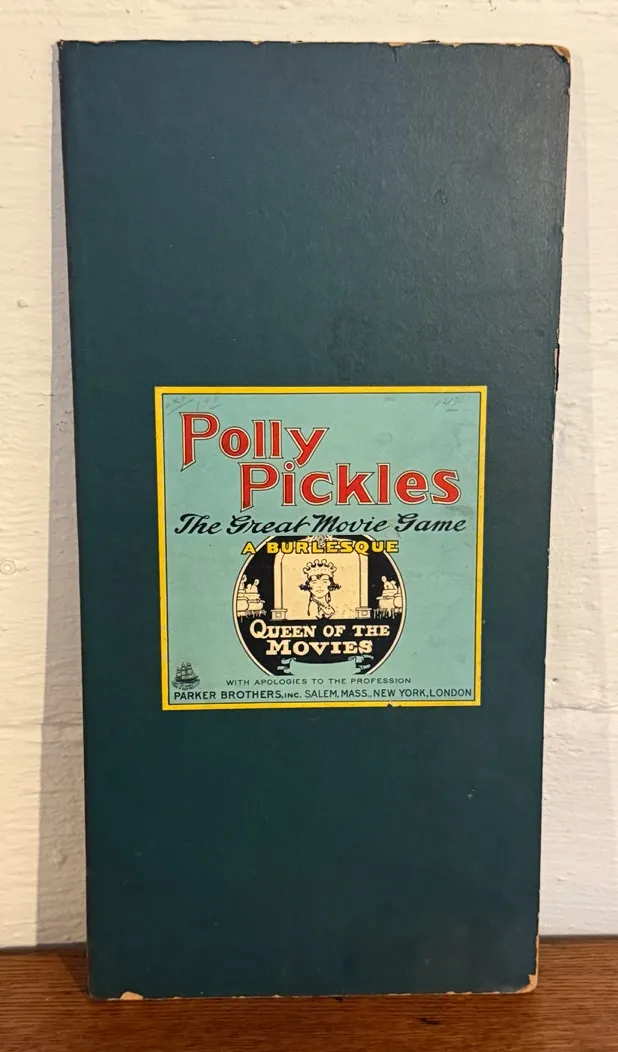 Polly
Pickles
The Great Movie Game
A BURLESQUE
QUEEN OF THE
MOVIES
WITH APOLOGIES TO THE PROFESSION
PARKER BROTHERS, INC. SALEM, MASS., NEW YORK, LONDON